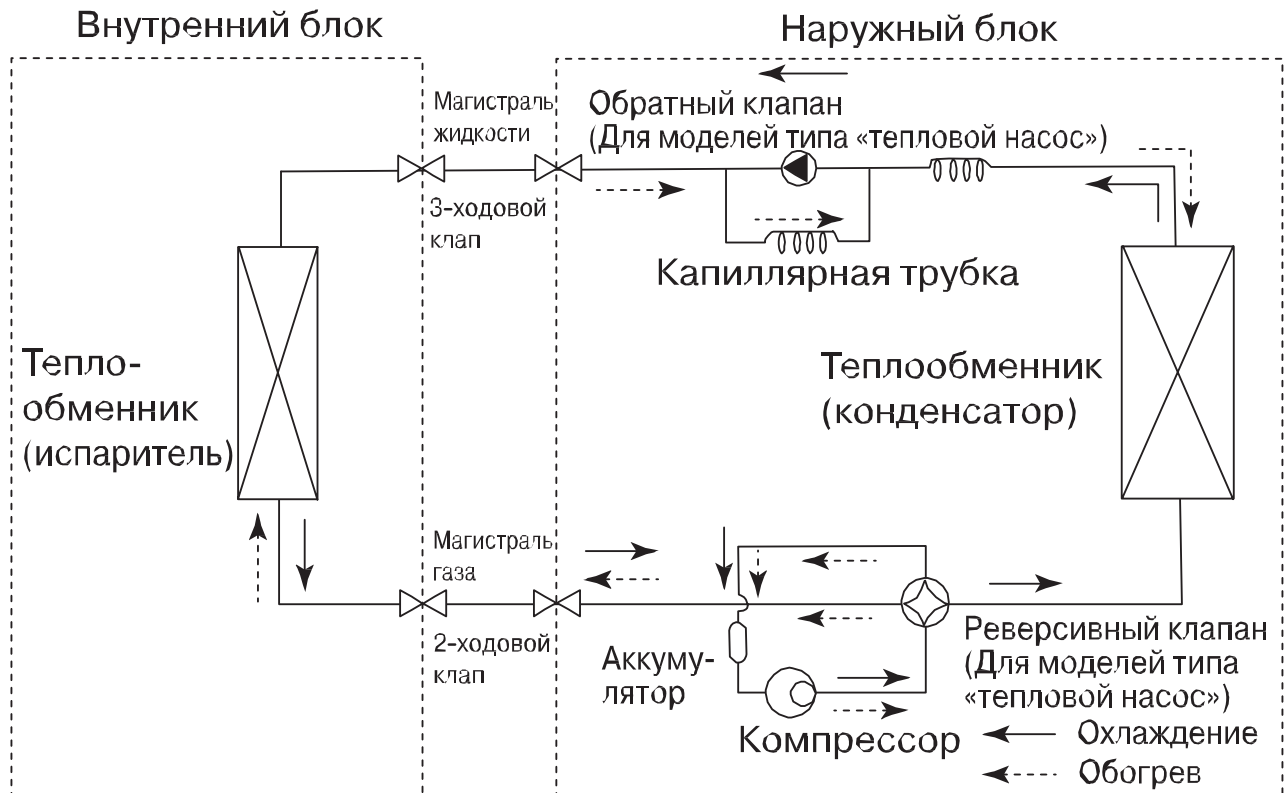 Внутренний блок
Наружный блок
Магистраль
жидкости
Обратный клапан
(Для моделей типа «тепловой насос»)
3-ходовой
клап
Капиллярная трубка
Тепло-
обменник
(испаритель)
Теплообменник
(конденсатор)
Магистраль
газа
2-ходовой
клап
Аккуму-
лятор
Компрессор
Реверсивный клапан
(Для моделей типа
«тепловой насос»)
Охлаждение
Обогрев